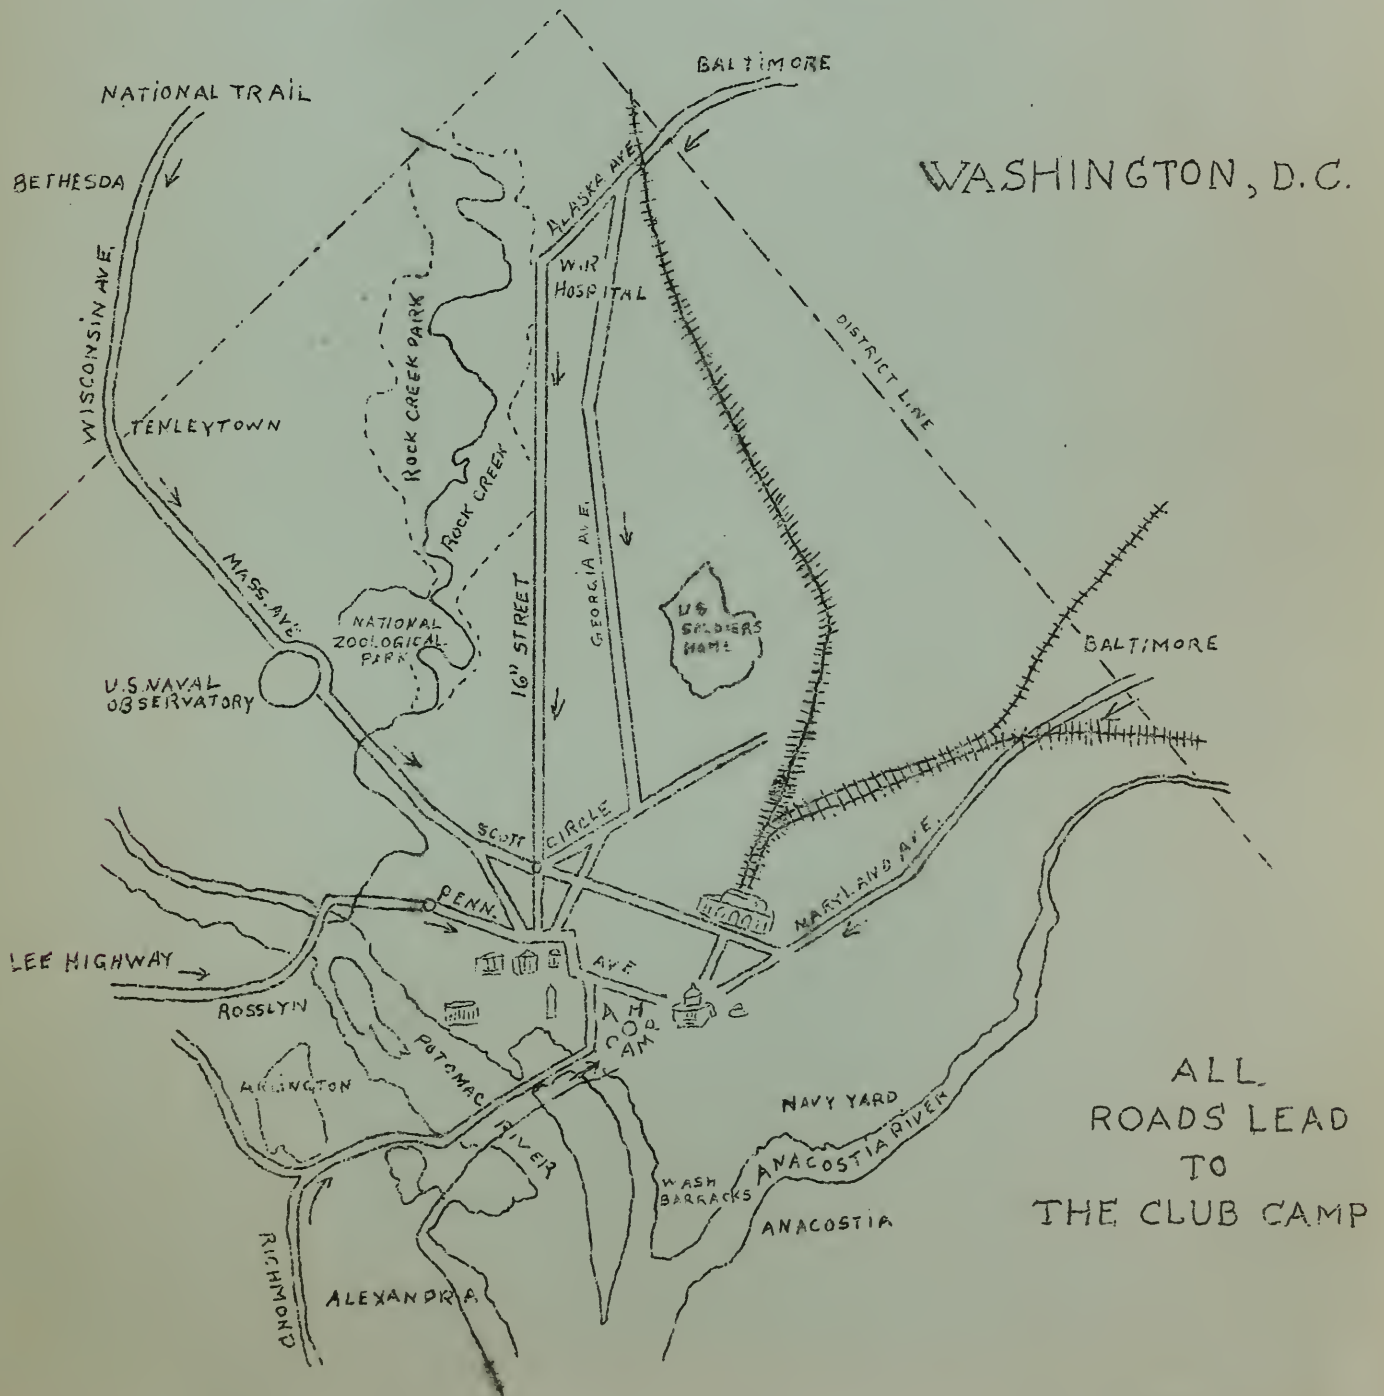 BALTIMORE
NATIONAL TRAIL
WASHINGTON, D.C.
BETHESDA
ALASKA AVE
W.R
HOSPITAL
WISCONSIN AVE.
ROCK CREEK PARK
DISTRICT LINE
TENLEYTOWN
ROCK CREEK
GEORGIA AVE.
16" STREET
MASS. AVE
NATIONAL
ZOOLOGICAL
PARK
U S
SOLDIERS
HOME
BALTIMORE
U.S. NAVAL
OBSERVATORY
SCOTT CIRCLE
MARYLAND AVE.
PENN. AVE
LEE HIGHWAY
ROSSLYN
A H C
CAMP
POTOMAC RIVER
ARLINGTON
NAVY YARD
ANACOSTIA RIVER
WASH
BARRACKS
ANACOSTIA
RICHMOND
ALEXANDRIA
ALL
ROADS LEAD
TO
THE CLUB CAMP